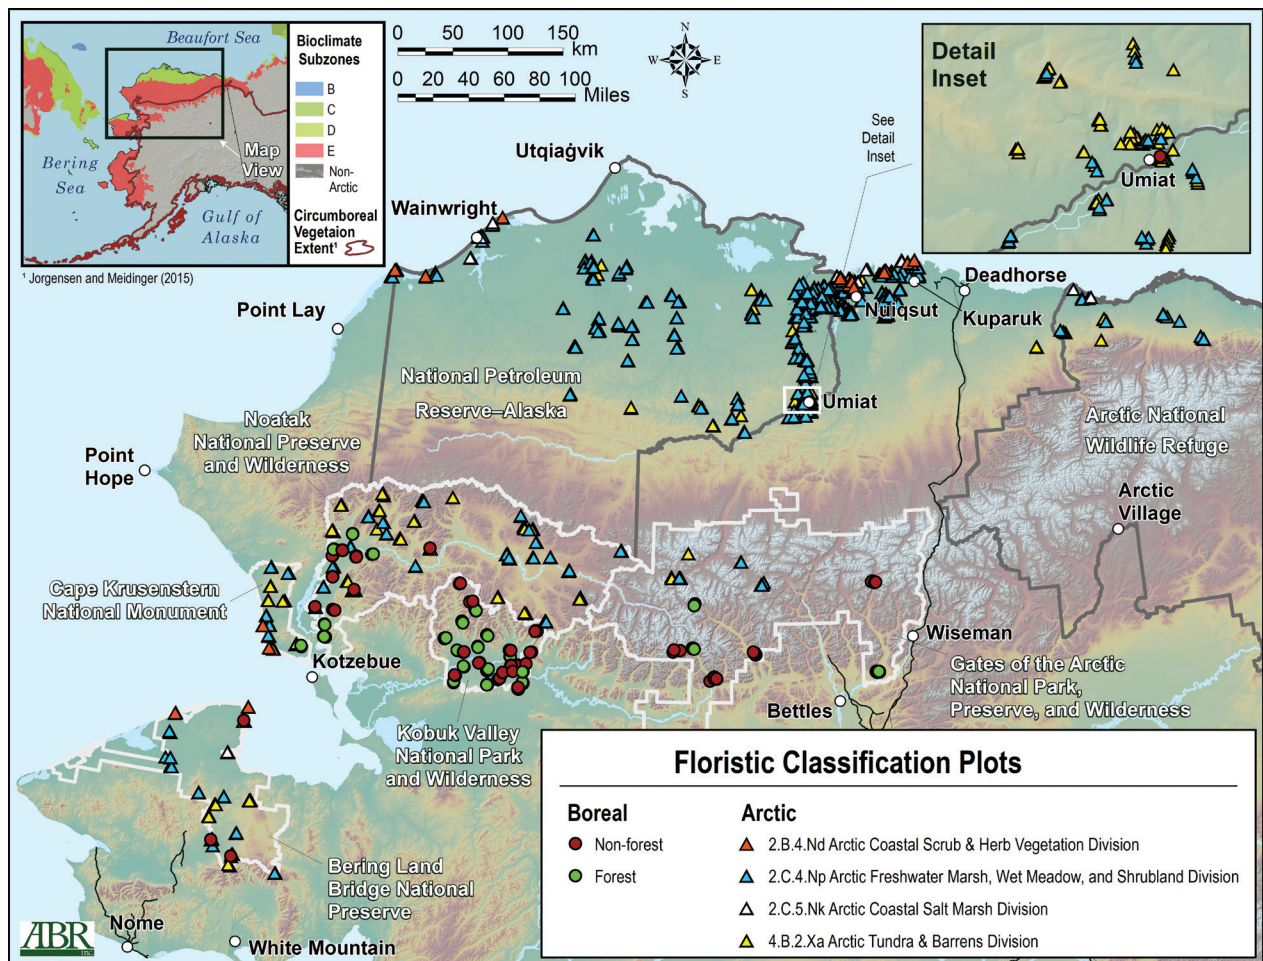 Beaufort Sea
Bering
Sea
Gulf of
Alaska
Map
View
Bioclimate
Subzones
B
C
D
E
Non-
Arctic
Circumboreal
Vegetaion
Extent¹
¹ Jorgensen and Meidinger (2015)
0 50 100 150
km
0 20 40 60 80 100
Miles
N
W E
S
See
Detail
Inset
Detail
Inset
Umiat
Utqiaġvik
Wainwright
Point Lay
Deadhorse
Nuiqsut
Kuparuk
National Petroleum
Reserve–Alaska
Umiat
Arctic National
Wildlife Refuge
Noatak
National Preserve
and Wilderness
Point
Hope
Arctic
Village
Cape Krusenstern
National Monument
Kotzebue
Wiseman
Gates of the Arctic
National Park,
Preserve, and Wilderness
Bettles
Kobuk Valley
National Park
and Wilderness
Bering Land
Bridge National
Preserve
Nome
White Mountain
ABR
inc
Floristic Classification Plots
Boreal
Non-forest
Forest
Arctic
2.B.4.Nd Arctic Coastal Scrub & Herb Vegetation Division
2.C.4.Np Arctic Freshwater Marsh, Wet Meadow, and Shrubland Division
2.C.5.Nk Arctic Coastal Salt Marsh Division
4.B.2.Xa Arctic Tundra & Barrens Division